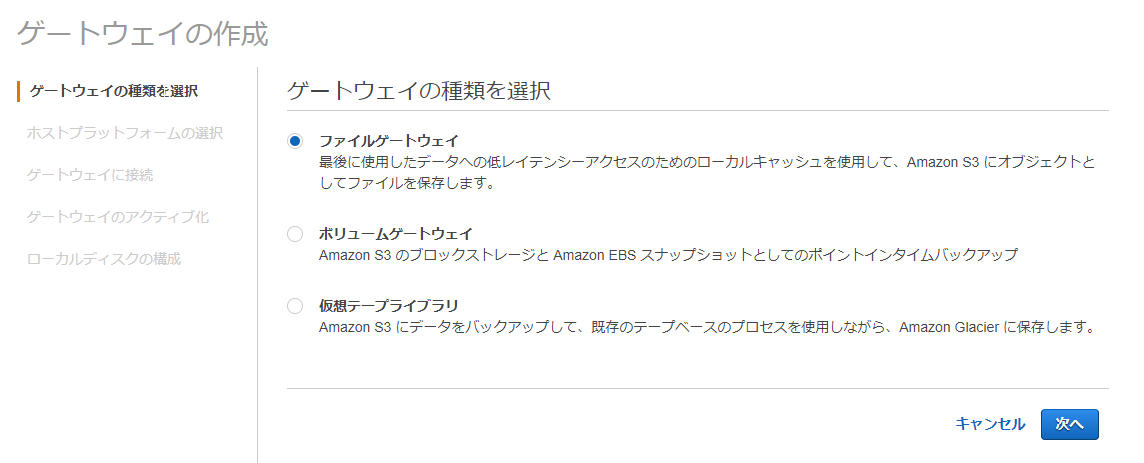 ゲートウェイの作成
ゲートウェイの種類を選択
ホストプラットフォームの選択
ゲートウェイに接続
ゲートウェイのアクティブ化
ローカルディスクの構成
ゲートウェイの種類を選択
ファイルゲートウェイ
最後に使用したデータへの低レイテンシーアクセスのためのローカルキャッシュを使用して、Amazon S3 にオブジェクトと
してファイルを保存します。
ボリュームゲートウェイ
Amazon S3 のブロックストレージと Amazon EBS スナップショットとしてのポイントインタイムバックアップ
仮想テープライブラリ
Amazon S3 にデータをバックアップして、既存のテープベースのプロセスを使用しながら、Amazon Glacier に保存します。
キャンセル
次へ